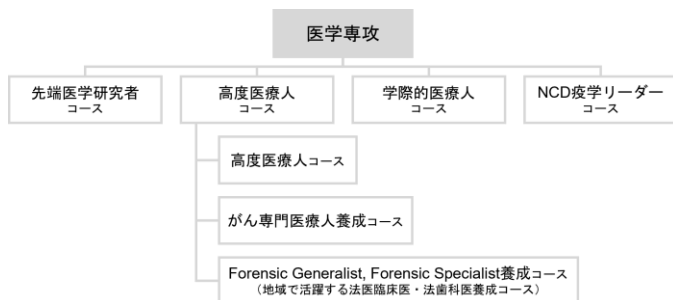 医学専攻
先端医学研究者
コース
高度医療人
コース
学際的医療人
コース
NCD疫学リーダー
コース
高度医療人コース
がん専門医療人養成コース
Forensic Generalist, Forensic Specialist養成コース
（地域で活躍する法医臨床医・法歯科医養成コース）